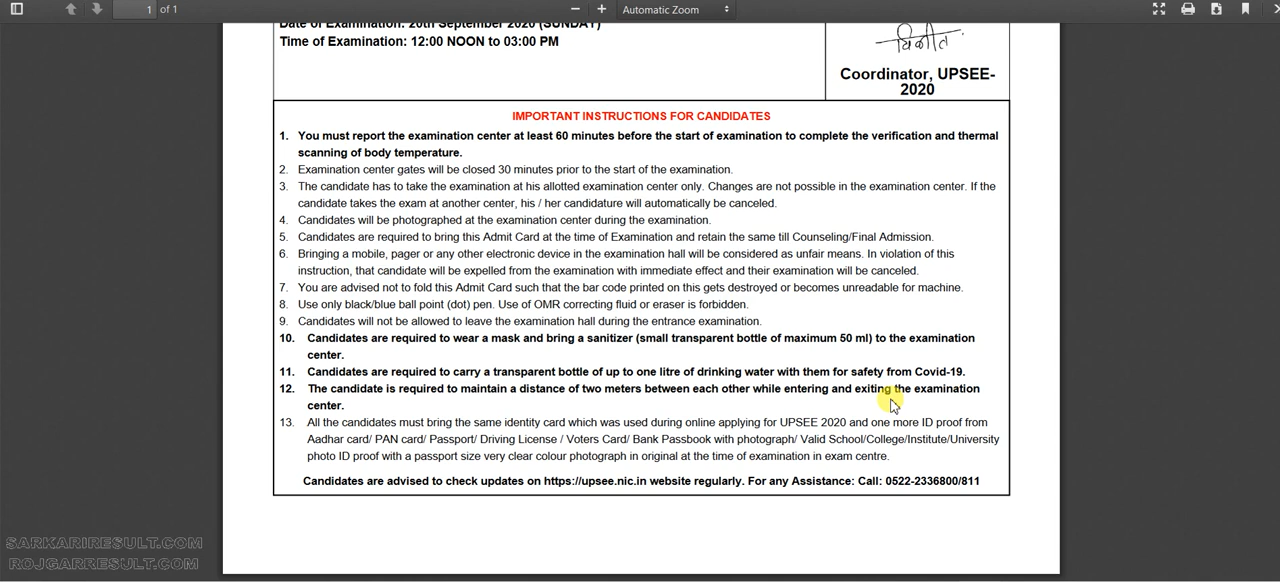 1 of 1
Automatic Zoom
Date of Examination: 20th September 2020 (SUNDAY)
Time of Examination: 12:00 NOON to 03:00 PM
विनीत
Coordinator, UPSEE-
2020
IMPORTANT INSTRUCTIONS FOR CANDIDATES
1. You must report the examination center at least 60 minutes before the start of examination to complete the verification and thermal
scanning of body temperature.
2. Examination center gates will be closed 30 minutes prior to the start of the examination.
3. The candidate has to take the examination at his allotted examination center only. Changes are not possible in the examination center. If the
candidate takes the exam at another center, his / her candidature will automatically be canceled.
4. Candidates will be photographed at the examination center during the examination.
5. Candidates are required to bring this Admit Card at the time of Examination and retain the same till Counseling/Final Admission.
6. Bringing a mobile, pager or any other electronic device in the examination hall will be considered as unfair means. In violation of this
instruction, that candidate will be expelled from the examination with immediate effect and their examination will be canceled.
7. You are advised not to fold this Admit Card such that the bar code printed on this gets destroyed or becomes unreadable for machine.
8. Use only black/blue ball point (dot) pen. Use of OMR correcting fluid or eraser is forbidden.
9. Candidates will not be allowed to leave the examination hall during the entrance examination.
10. Candidates are required to wear a mask and bring a sanitizer (small transparent bottle of maximum 50 ml) to the examination
center.
11. Candidates are required to carry a transparent bottle of up to one litre of drinking water with them for safety from Covid-19.
12. The candidate is required to maintain a distance of two meters between each other while entering and exiting the examination
center.
13. All the candidates must bring the same identity card which was used during online applying for UPSEE 2020 and one more ID proof from
Aadhar card/ PAN card/ Passport/ Driving License / Voters Card/ Bank Passbook with photograph/ Valid School/College/Institute/University
photo ID proof with a passport size very clear colour photograph in original at the time of examination in exam centre.
Candidates are advised to check updates on https://upsee.nic.in website regularly. For any Assistance: Call: 0522-2336800/811
SARKARIRESULT.COM
ROJGARRESULT.COM